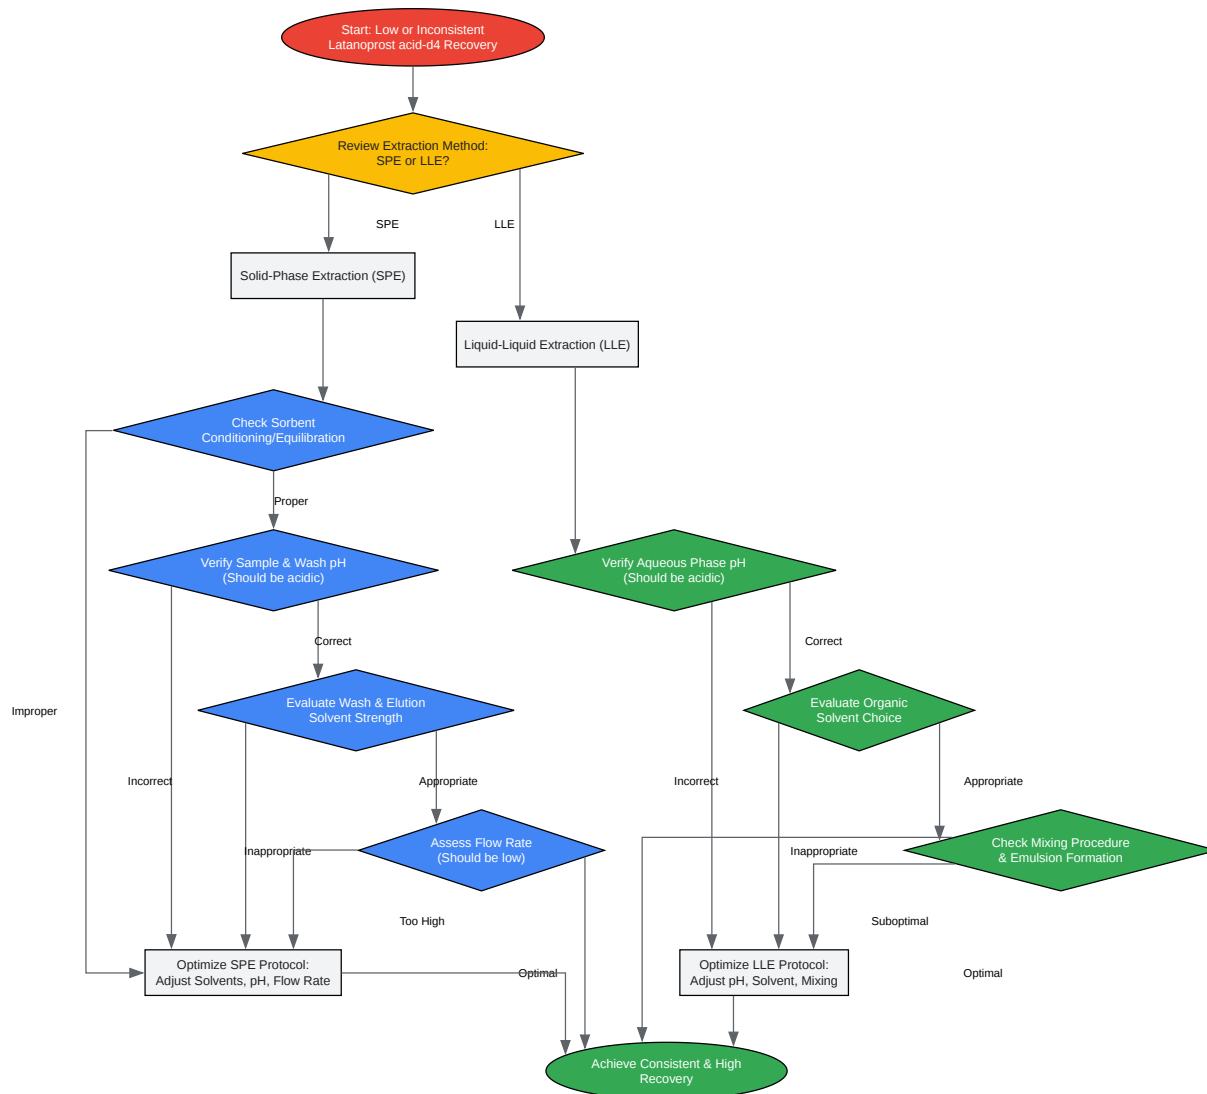 Start: Low or Inconsistent
Latanoprost acid-d4 Recovery
Review Extraction Method:
SPE or LLE?
SPE
LLE
Solid-Phase Extraction (SPE)
Liquid-Liquid Extraction (LLE)
Check Sorbent
Conditioning/Equilibration
Proper
Verify Sample & Wash pH
(Should be acidic)
Verify Aqueous Phase pH
(Should be acidic)
Correct
Correct
Improper
Evaluate Wash & Elution
Solvent Strength
Evaluate Organic
Solvent Choice
Incorrect
Appropriate
Incorrect
Appropriate
Inappropriate
Assess Flow Rate
(Should be low)
Inappropriate
Check Mixing Procedure
& Emulsion Formation
Too High
Suboptimal
Optimize SPE Protocol:
Adjust Solvents, pH, Flow Rate
Optimal
Optimize LLE Protocol:
Adjust pH, Solvent, Mixing
Optimal
Achieve Consistent & High
Recovery